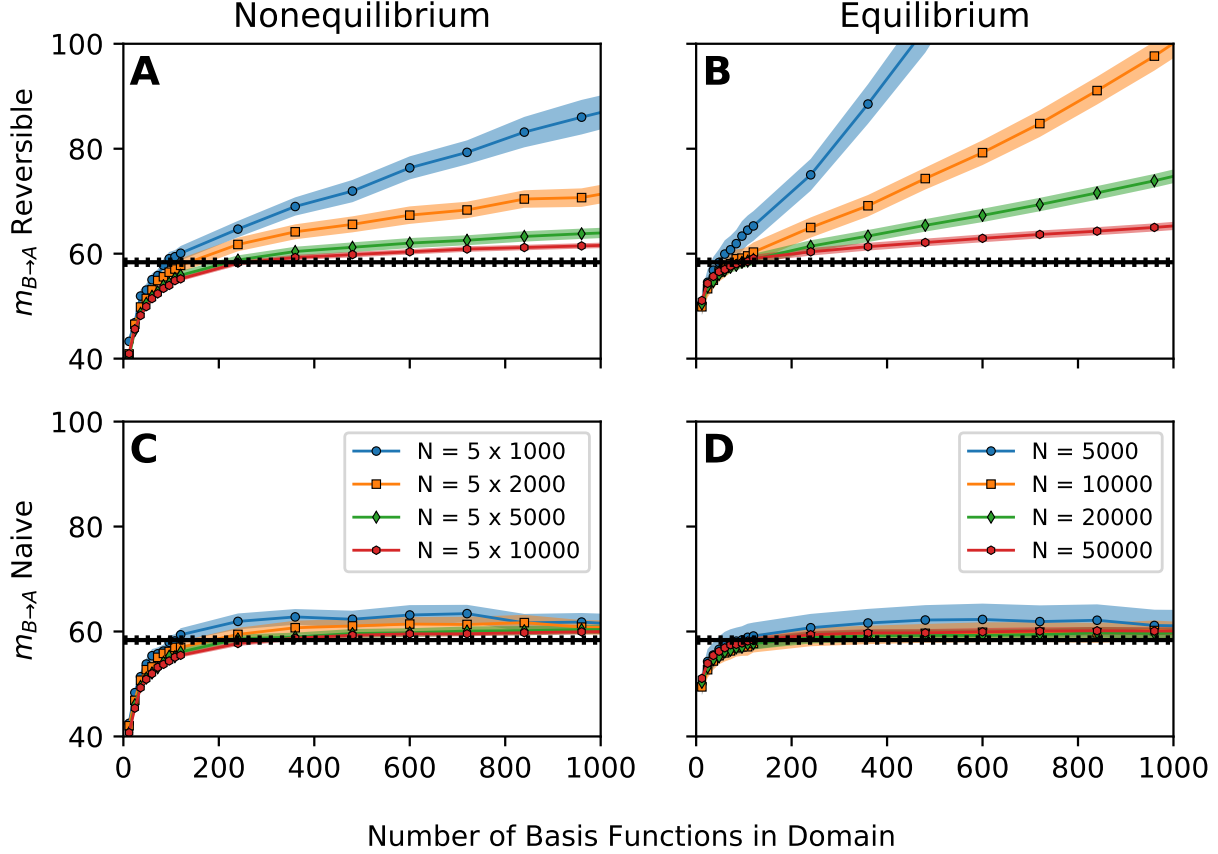 Nonequilibrium
Equilibrium
A
B
100
80
60
40
m_{B→A} Reversible
C
D
100
80
60
40
m_{B→A} Naive
N = 5 x 1000
N = 5 x 2000
N = 5 x 5000
N = 5 x 10000
N = 5000
N = 10000
N = 20000
N = 50000
0 200 400 600 800 1000
0 200 400 600 800 1000
Number of Basis Functions in Domain